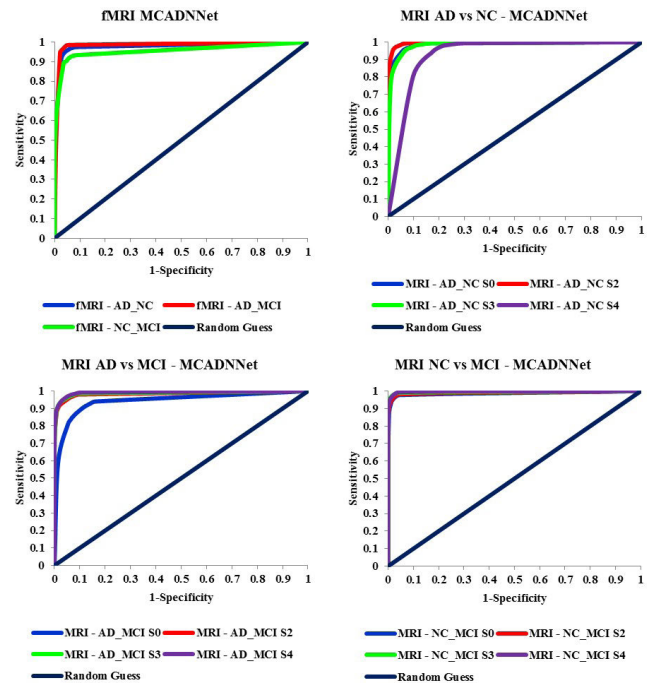 fMRI MCADNNet
1
0.9
0.8
0.7
0.6
0.5
0.4
0.3
0.2
0.1
0
Sensitivity
0 0.1 0.2 0.3 0.4 0.5 0.6 0.7 0.8 0.9 1
1-Specificity
fMRI - AD_NC fMRI - AD_MCI
fMRI - NC_MCI Random Guess
MRI AD vs NC - MCADNNet
1
0.9
0.8
0.7
0.6
0.5
0.4
0.3
0.2
0.1
0
Sensitivity
0 0.1 0.2 0.3 0.4 0.5 0.6 0.7 0.8 0.9 1
1-Specificity
MRI - AD_NC S0 MRI - AD_NC S2
MRI - AD_NC S3 MRI - AD_NC S4
Random Guess
MRI AD vs MCI - MCADNNet
1
0.9
0.8
0.7
0.6
0.5
0.4
0.3
0.2
0.1
0
Sensitivity
0 0.1 0.2 0.3 0.4 0.5 0.6 0.7 0.8 0.9 1
1-Specificity
MRI - AD_MCI S0 MRI - AD_MCI S2
MRI - AD_MCI S3 MRI - AD_MCI S4
Random Guess
MRI NC vs MCI - MCADNNet
1
0.9
0.8
0.7
0.6
0.5
0.4
0.3
0.2
0.1
0
Sensitivity
0 0.1 0.2 0.3 0.4 0.5 0.6 0.7 0.8 0.9 1
1-Specificity
MRI - NC_MCI S0 MRI - NC_MCI S2
MRI - NC_MCI S3 MRI - NC_MCI S4
Random Guess